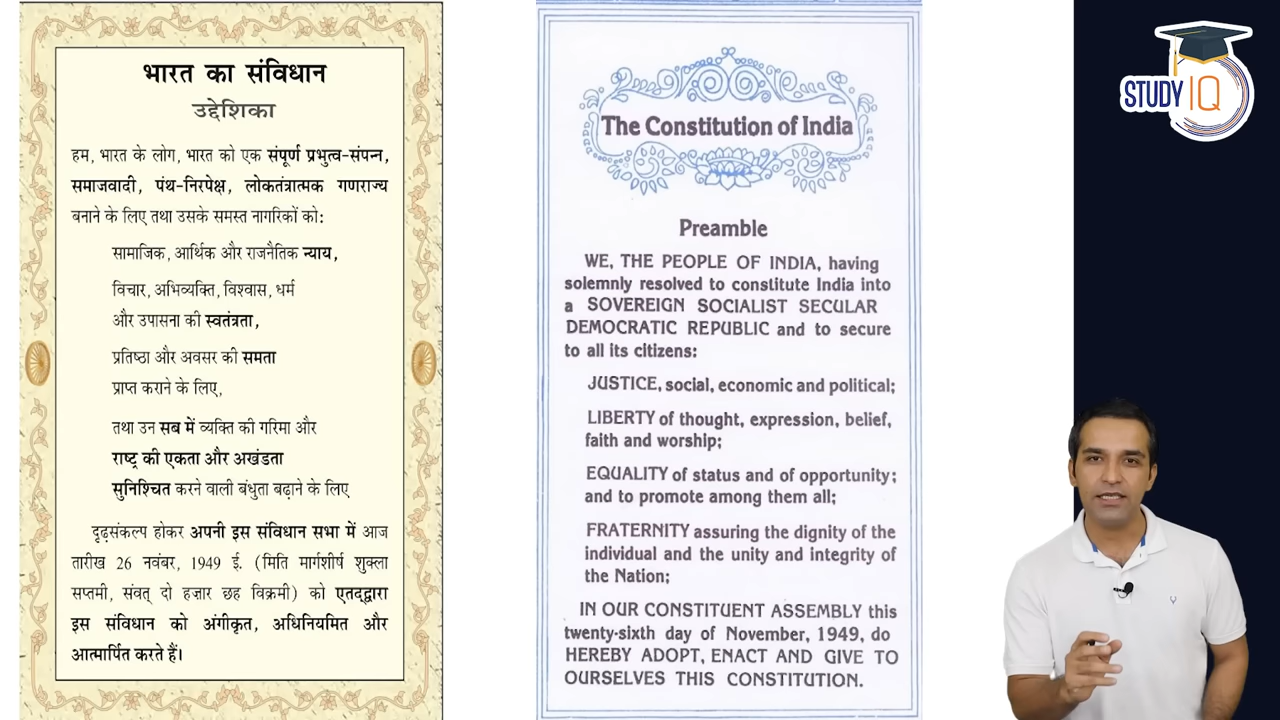 भारत का संविधान
उद्देशिका
हम, भारत के लोग, भारत को एक संपूर्ण प्रभुत्व-संपन्न,
समाजवादी, पंथ-निरपेक्ष, लोकतंत्रात्मक गणराज्य
बनाने के लिए तथा उसके समस्त नागरिकों को:
सामाजिक, आर्थिक और राजनैतिक न्याय,
विचार, अभिव्यक्ति, विश्वास, धर्म
और उपासना की स्वतंत्रता,
प्रतिष्ठा और अवसर की समता
प्राप्त कराने के लिए,
तथा उन सब में व्यक्ति की गरिमा और
राष्ट् की एकता और अखंडता
सुनिश्चित करने वाली बंधुता बढ़ाने के लिए
दृढ़संकल्प होकर अपनी इस संविधान सभा में आज
तारीख 26 नवंबर, 1949 ई. (मिति मार्गशीर्ष शुक्ला
सप्तमी, संवत् दो हजार छह विक्रमी) को एतद्द्वारा
इस संविधान को अंगीकृत, अधिनियमित और
आत्मार्पित करते हैं।
The Constitution of India
Preamble
WE, THE PEOPLE OF INDIA, having
solemnly resolved to constitute India into
a SOVEREIGN SOCIALIST SECULAR
DEMOCRATIC REPUBLIC and to secure
to all its citizens:
JUSTICE, social, economic and political;
LIBERTY of thought, expression, belief,
faith and worship;
EQUALITY of status and of opportunity;
and to promote among them all;
FRATERNITY assuring the dignity of the
individual and the unity and integrity of
the Nation;
IN OUR CONSTITUENT ASSEMBLY this
twenty-sixth day of November, 1949, do
HEREBY ADOPT, ENACT AND GIVE TO
OURSELVES THIS CONSTITUTION.
STUDY IQ